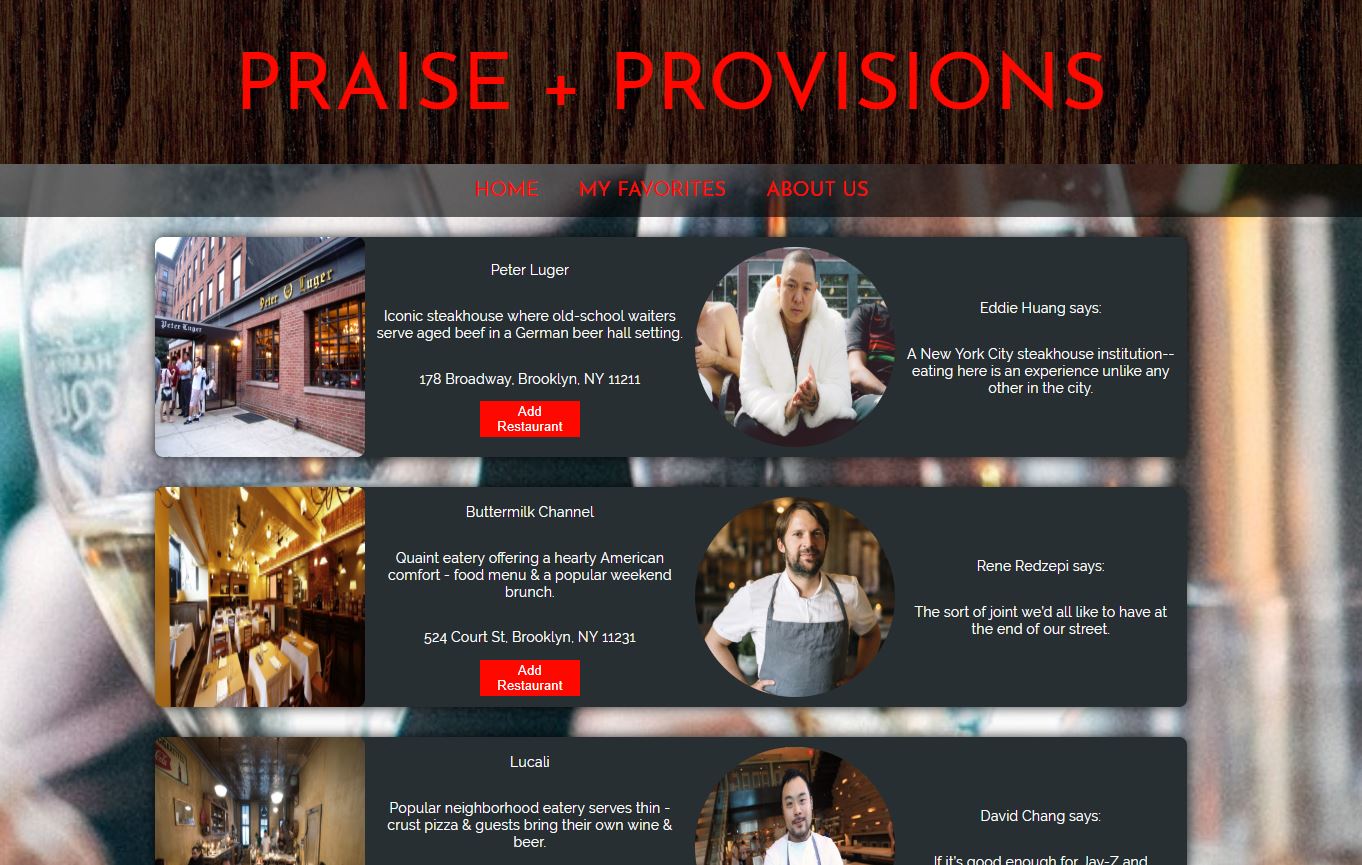 PRAISE + PROVISIONS
HOME
MY FAVORITES
ABOUT US
Peter Luger
Peter Luger
Peter Luger
Iconic steakhouse where old-school waiters
serve aged beef in a German beer hall setting.
178 Broadway, Brooklyn, NY 11211
Add
Restaurant
Eddie Huang says:
A New York City steakhouse institution--
eating here is an experience unlike any
other in the city.
Buttermilk Channel
Quaint eatery offering a hearty American
comfort - food menu & a popular weekend
brunch.
524 Court St, Brooklyn, NY 11231
Add
Restaurant
Rene Redzepi says:
The sort of joint we'd all like to have at
the end of our street.
Lucali
Popular neighborhood eatery serves thin -
crust pizza & guests bring their own wine &
beer.
David Chang says:
If it's good enough for Jay-Z and